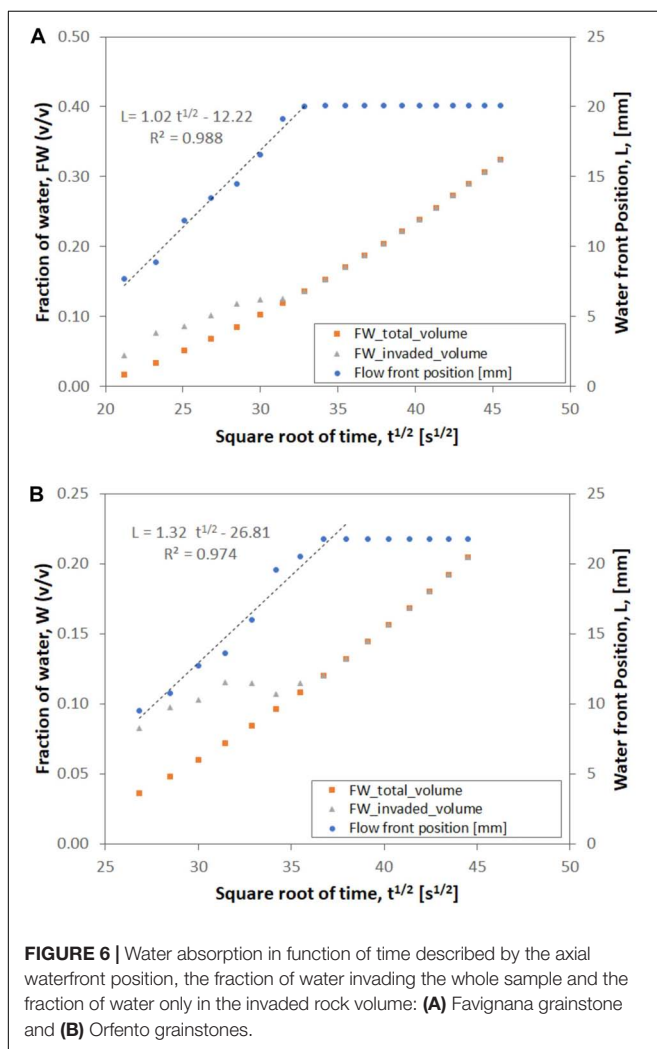 A
L= 1.02 t^1/2 - 12.22
R² = 0.988
Fraction of water, FW (v/v)
0.50
0.40
0.30
0.20
0.10
0.00
Water front Position, L, [mm]
25
20
15
10
5
0
FW_total_volume
FW_invaded_volume
Flow front position [mm]
20 25 30 35 40 45 50
Square root of time, t^1/2 [s^1/2]
B
L = 1.32 t^1/2 - 26.81
R² = 0.974
Fraction of water, W (v/v)
0.25
0.20
0.15
0.10
0.05
0.00
Water front Position, L, [mm]
25
20
15
10
5
0
FW_total_volume
FW_invaded_volume
Flow front position [mm]
25 30 35 40 45 50
Square root of time, t^1/2 [s^1/2]
FIGURE 6 | Water absorption in function of time described by the axial
waterfront position, the fraction of water invading the whole sample and the
fraction of water only in the invaded rock volume: (A) Favignana grainstone
and (B) Orfento grainstones.